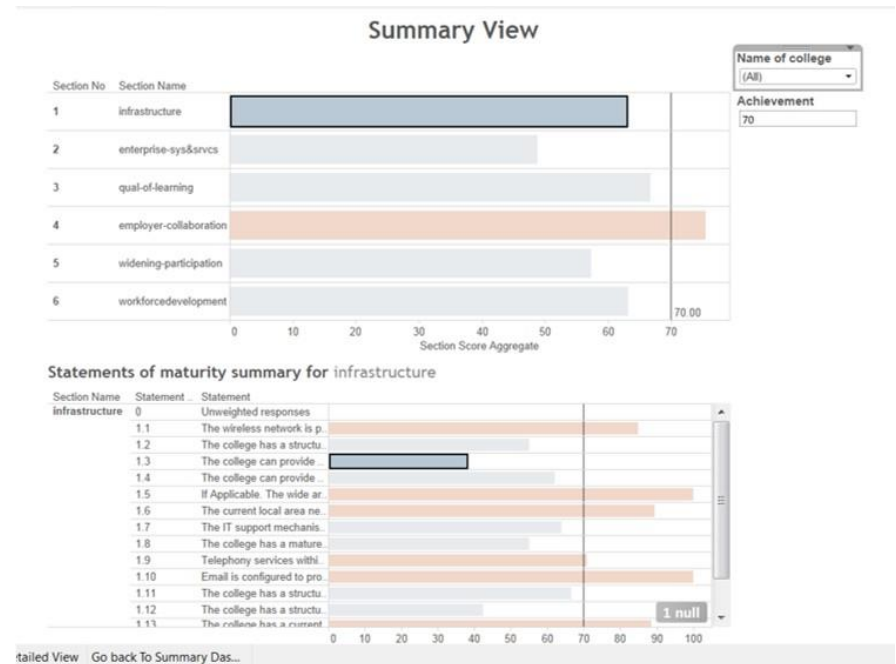 Summary View
Name of college
(All)
Achievement
70
Section No Section Name
1 infrastructure
2 enterprise-sys&srvcs
3 qual-of-learning
4 employer-collaboration
5 widening-participation
6 workforcedevelopment
70.00
0 10 20 30 40 50 60 70
Section Score Aggregate
Statements of maturity summary for infrastructure
Section Name Statement .. Statement
infrastructure 0 Unweighted responses
1.1 The wireless network is p..
1.2 The college has a structu..
1.3 The college can provide ..
1.4 The college can provide ..
1.5 If Applicable. The wide ar..
1.6 The current local area ne..
1.7 The IT support mechanis..
1.8 The college has a mature..
1.9 Telephony services withi..
1.10 Email is configured to pro..
1.11 The college has a structu..
1.12 The college has a structu..
1.13 The college has a current
1 null
0 10 20 30 40 50 60 70 80 90 100
tailed View Go back To Summary Das...